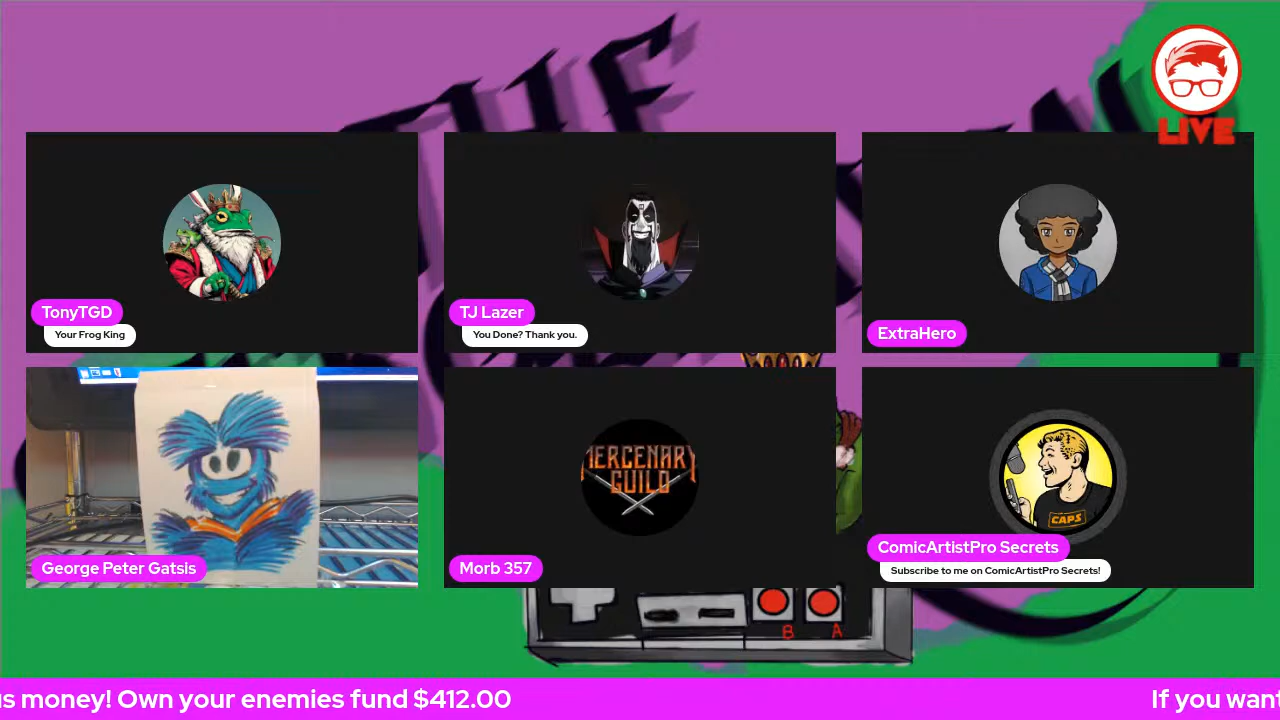 THE
LIVE
TonyTGD
Your Frog King
TJ Lazer
You Done? Thank you.
ExtraHero
George Peter Gatsis
MERCENARY
GUILD
Morb 357
CAPS
ComicArtistPro Secrets
Subscribe to me on ComicArtistPro Secrets!
B A
us money! Own your enemies fund $412.00
If you want